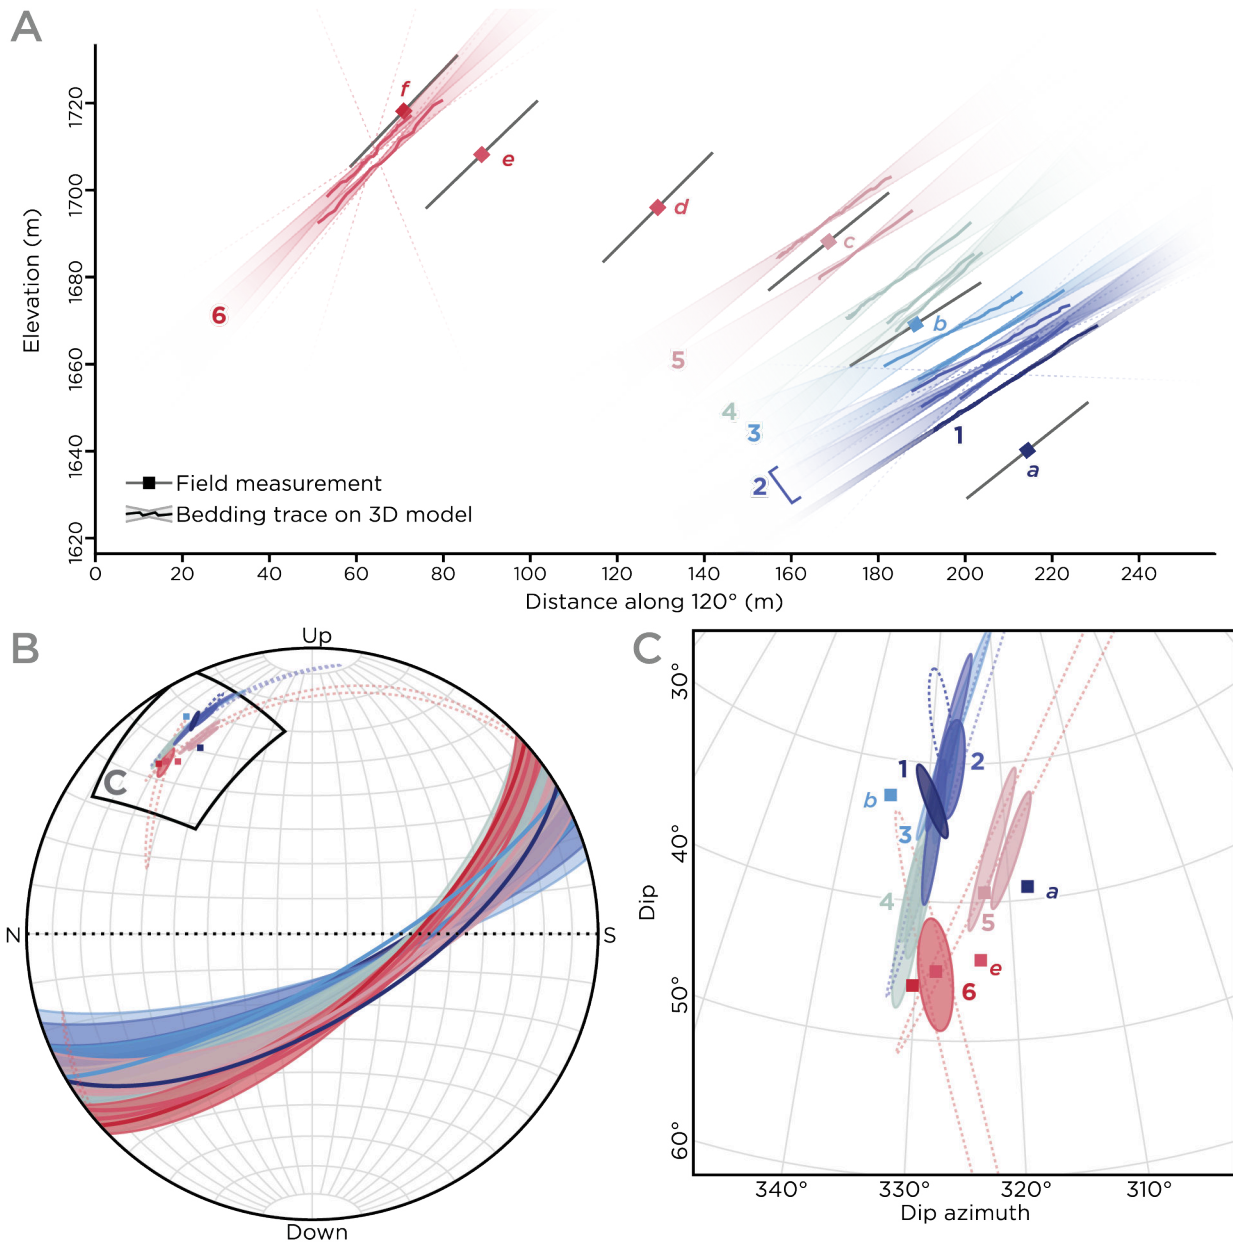 A
1720
1700
1680
1660
1640
1620
Elevation (m)
f
e
d
c
b
a
6
5
4
3
2
1
Field measurement
Bedding trace on 3D model
0 20 40 60 80 100 120 140 160 180 200 220 240
Distance along 120° (m)
B
Up
N
S
C
Down
C
30°
40°
50°
60°
Dip
1
2
b
3
4
5
a
e
6
340° 330° 320° 310°
Dip azimuth